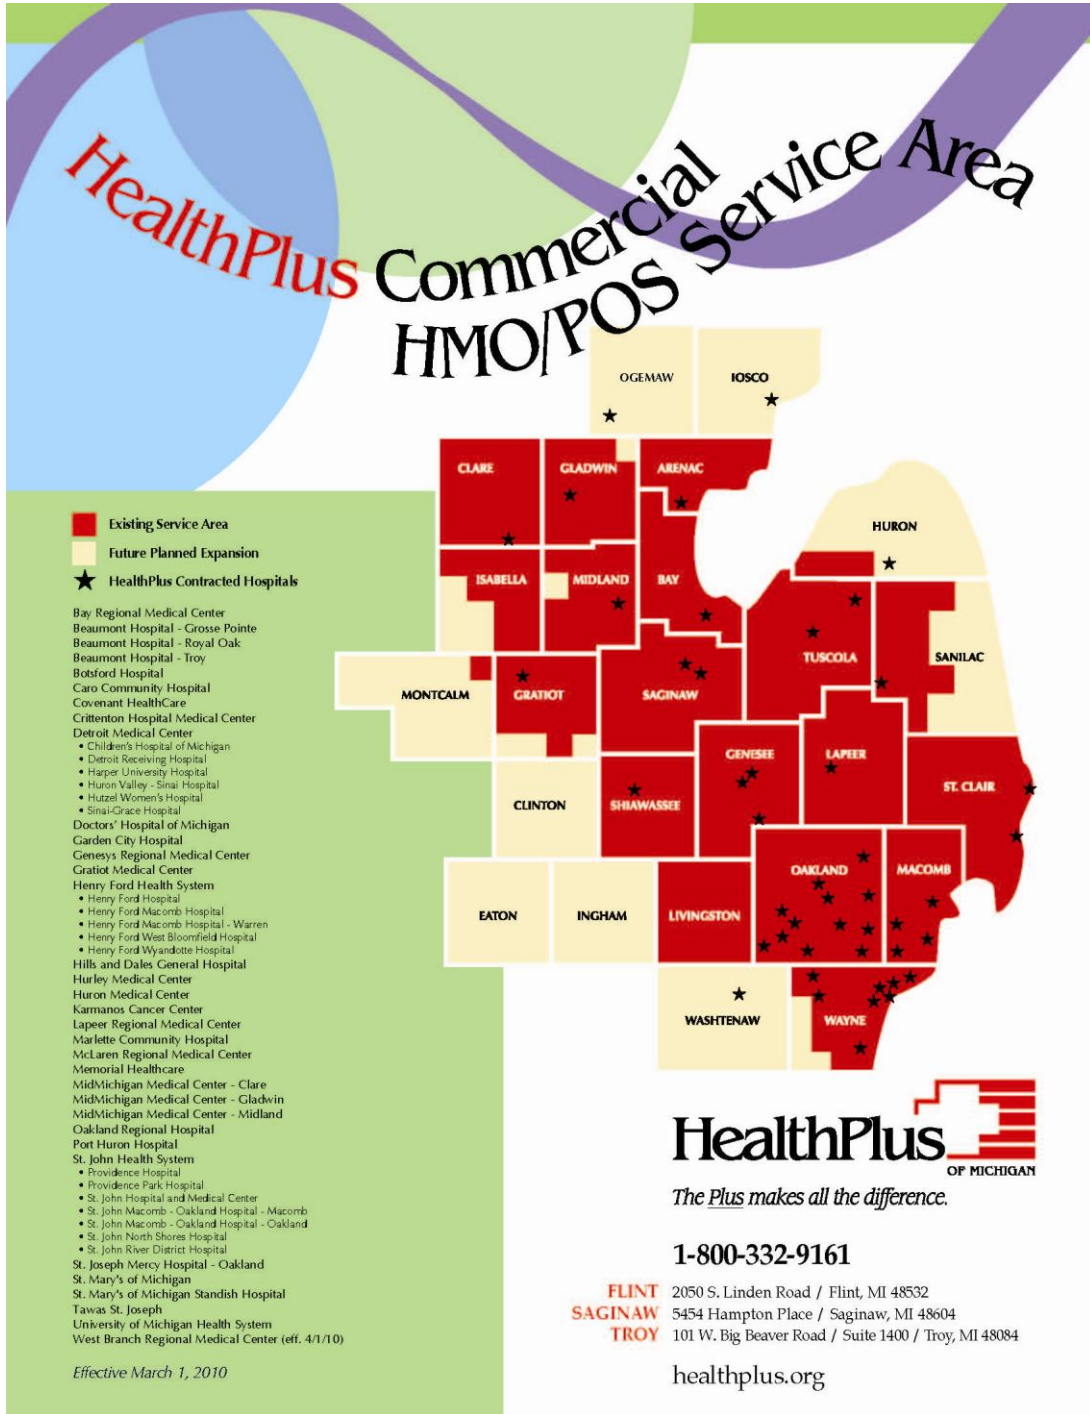 HealthPlus Commercial
HMO/POS Service Area
OGEMAW
IOSCO
CLARE
GLADWIN
ARENAC
HURON
Existing Service Area
Future Planned Expansion
HealthPlus Contracted Hospitals
ISABELLA
MIDLAND
BAY
TUSCOLA
SANILAC
MONTCALM
GRATIOT
SAGINAW
GENESEE
LAPEER
CLINTON
SHIAWASSEE
ST. CLAIR
OAKLAND
MACOMB
EATON
INGHAM
LIVINGSTON
WASHTENAW
WAYNE
Bay Regional Medical Center
Beaumont Hospital - Grosse Pointe
Beaumont Hospital - Royal Oak
Beaumont Hospital - Troy
Botsford Hospital
Caro Community Hospital
Covenant HealthCare
Crittenton Hospital Medical Center
Detroit Medical Center
• Children's Hospital of Michigan
• Detroit Receiving Hospital
• Harper University Hospital
• Huron Valley - Sinai Hospital
• Hutzel Women's Hospital
• Sinai-Grace Hospital
Doctors' Hospital of Michigan
Garden City Hospital
Genesys Regional Medical Center
Gratiot Medical Center
Henry Ford Health System
• Henry Ford Hospital
• Henry Ford Macomb Hospital
• Henry Ford Macomb Hospital - Warren
• Henry Ford West Bloomfield Hospital
• Henry Ford Wyandotte Hospital
Hills and Dales General Hospital
Hurley Medical Center
Huron Medical Center
Karmanos Cancer Center
Lapeer Regional Medical Center
Marlette Community Hospital
McLaren Regional Medical Center
Memorial Healthcare
MidMichigan Medical Center - Clare
MidMichigan Medical Center - Gladwin
MidMichigan Medical Center - Midland
Oakland Regional Hospital
Port Huron Hospital
St. John Health System
• Providence Hospital
• Providence Park Hospital
• St. John Hospital and Medical Center
• St. John Macomb - Oakland Hospital - Macomb
• St. John Macomb - Oakland Hospital - Oakland
• St. John North Shores Hospital
• St. John River District Hospital
St. Joseph Mercy Hospital - Oakland
St. Mary's of Michigan
St. Mary's of Michigan Standish Hospital
Tawas St. Joseph
University of Michigan Health System
West Branch Regional Medical Center (eff. 4/1/10)
Effective March 1, 2010
HealthPlus
OF MICHIGAN
The Plus makes all the difference.
1-800-332-9161
FLINT 2050 S. Linden Road / Flint, MI 48532
SAGINAW 5454 Hampton Place / Saginaw, MI 48604
TROY 101 W. Big Beaver Road / Suite 1400 / Troy, MI 48084
healthplus.org